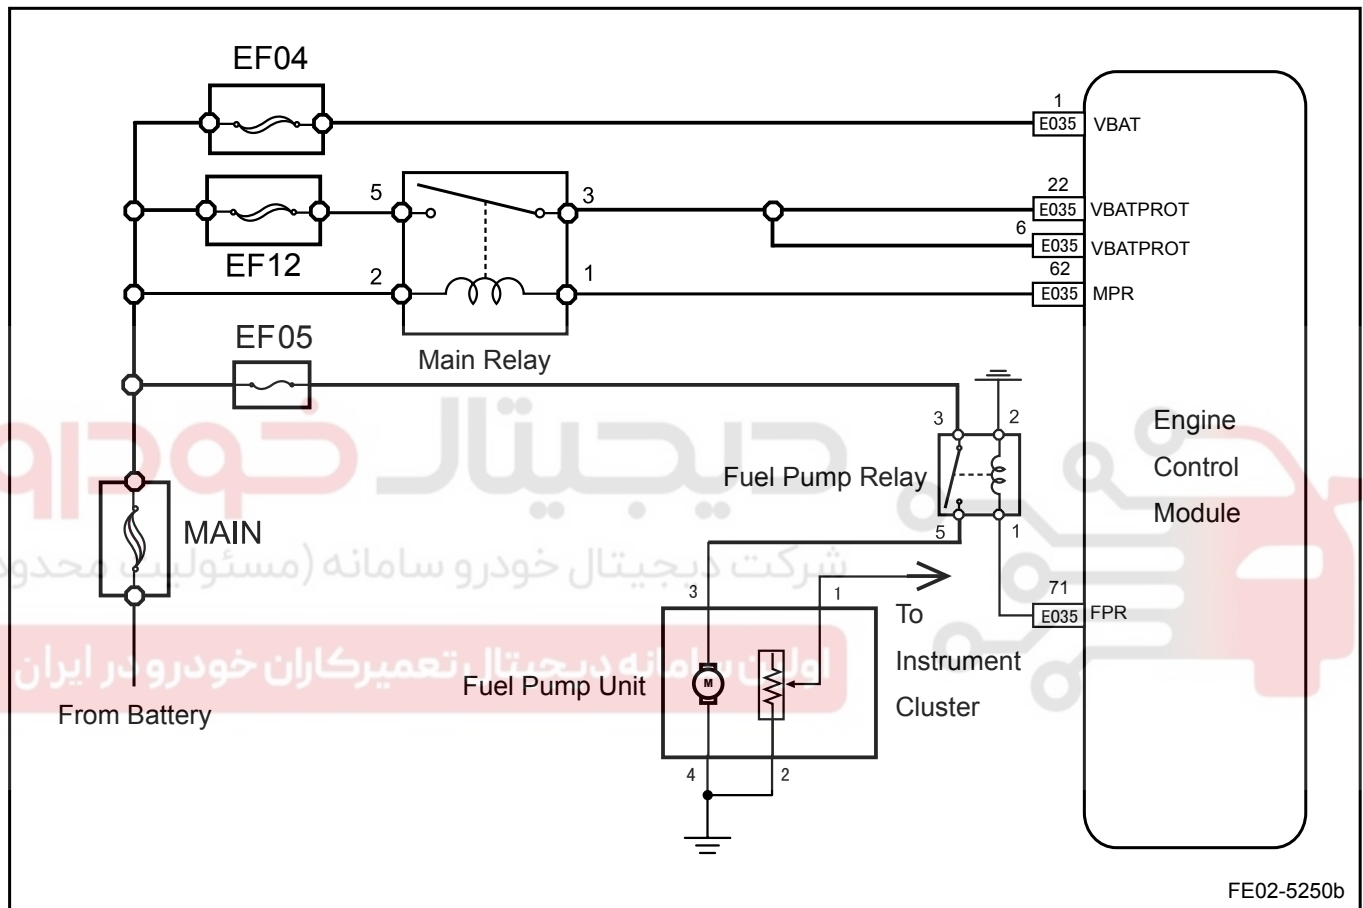 EF04
1
E035 VBAT
5
3
22
E035 VBATPROT
6
E035 VBATPROT
EF12
2
1
62
E035 MPR
EF05
Main Relay
3
2
Engine
Control
Module
Fuel Pump Relay
دیجیتال خودرو
MAIN
5
1
شرکت دیجیتال خودرو سامانه (مسئولیت محدود
3
1
71
E035 FPR
To
Instrument
Cluster
اولین سامانه دیجیتال تعمیرکاران خودرو در ایران
Fuel Pump Unit
M
From Battery
4
2
FE02-5250b